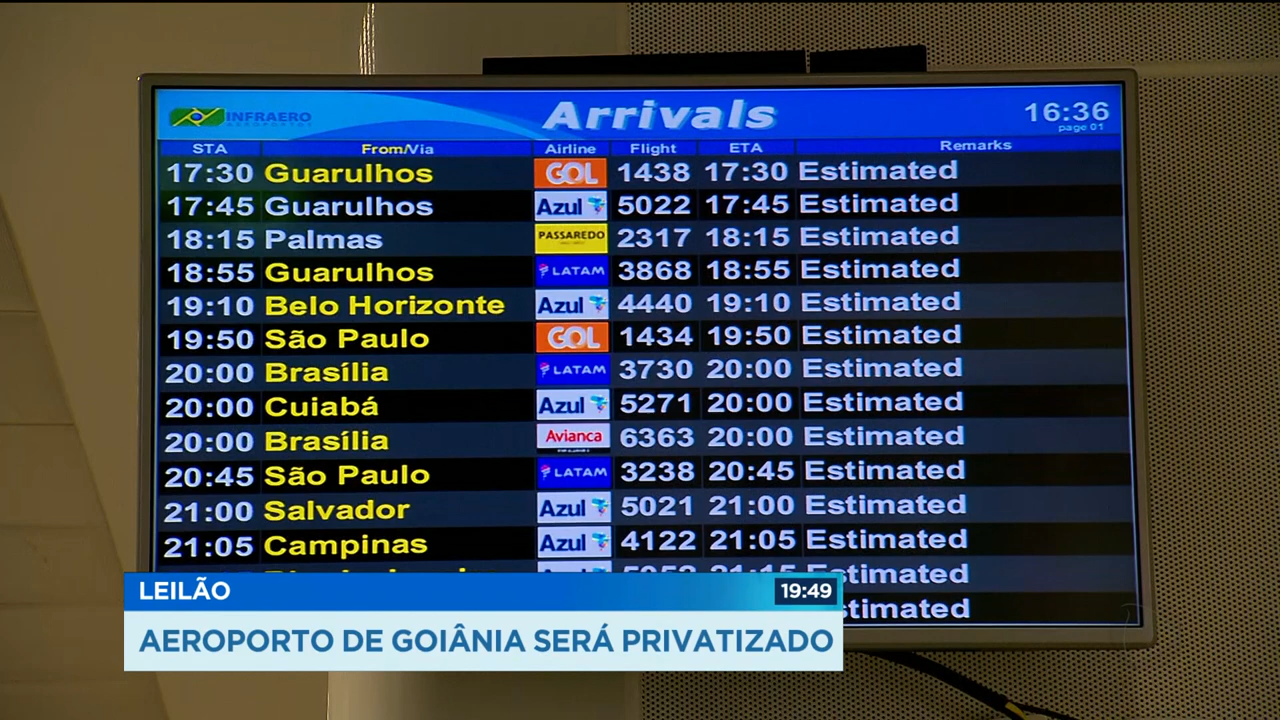 INFRAERO
AEROPORTOS
Arrivals
16:36
page 01
STA From/Via Airline Flight ETA Remarks
17:30 Guarulhos GOL 1438 17:30 Estimated
17:45 Guarulhos Azul 5022 17:45 Estimated
18:15 Palmas PASSAREDO 2317 18:15 Estimated
18:55 Guarulhos LATAM 3868 18:55 Estimated
19:10 Belo Horizonte Azul 4440 19:10 Estimated
19:50 São Paulo GOL 1434 19:50 Estimated
20:00 Brasília LATAM 3730 20:00 Estimated
20:00 Cuiabá Azul 5271 20:00 Estimated
20:00 Brasília Avianca 6363 20:00 Estimated
20:45 São Paulo LATAM 3238 20:45 Estimated
21:00 Salvador Azul 5021 21:00 Estimated
21:05 Campinas Azul 4122 21:05 Estimated
Estimated
LEILÃO 19:49
AEROPORTO DE GOIÂNIA SERÁ PRIVATIZADO